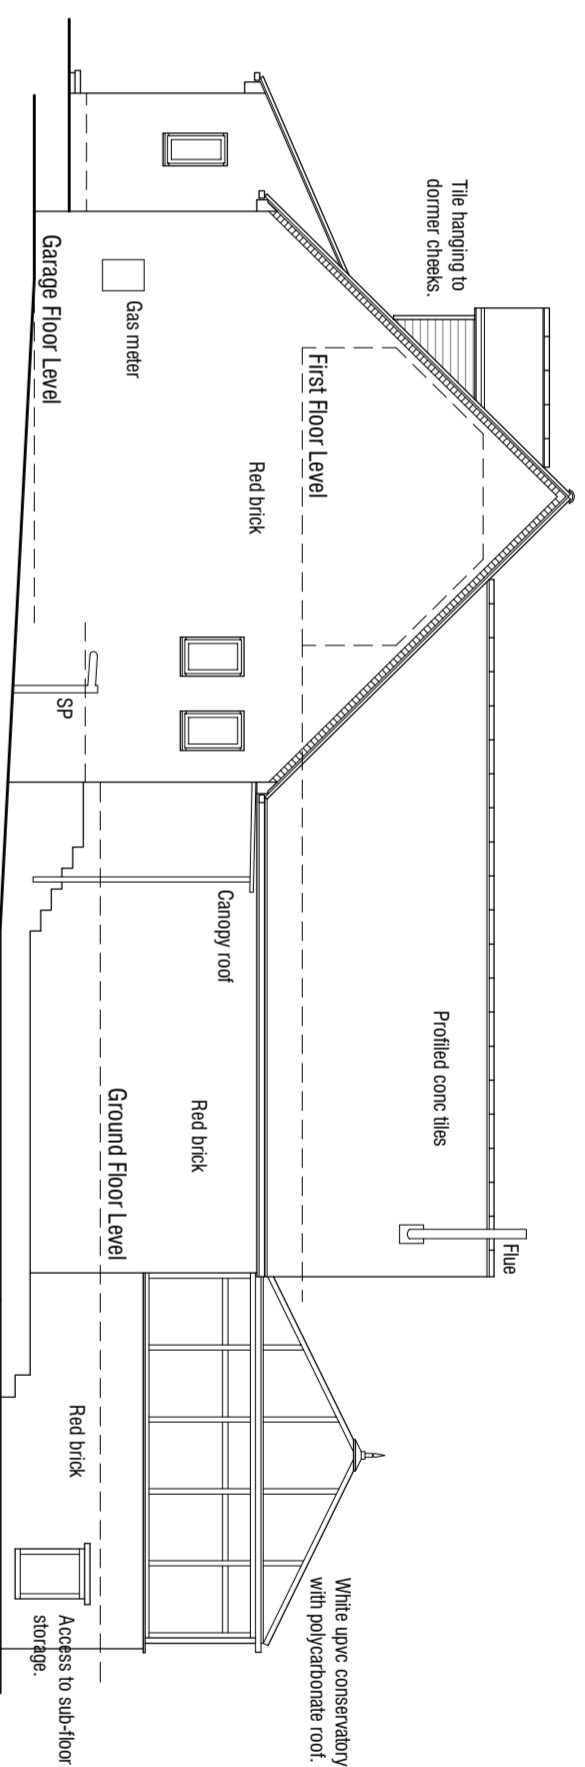 Tile hanging to
dormer cheeks.
Garage Floor Level
Gas meter
First Floor Level
Red brick
SP
Canopy roof
Profiled conc tiles
Red brick
Ground Floor Level
Flue
Red brick
White upvc conservatory
with polycarbonate roof.
Access to sub-floor
storage.